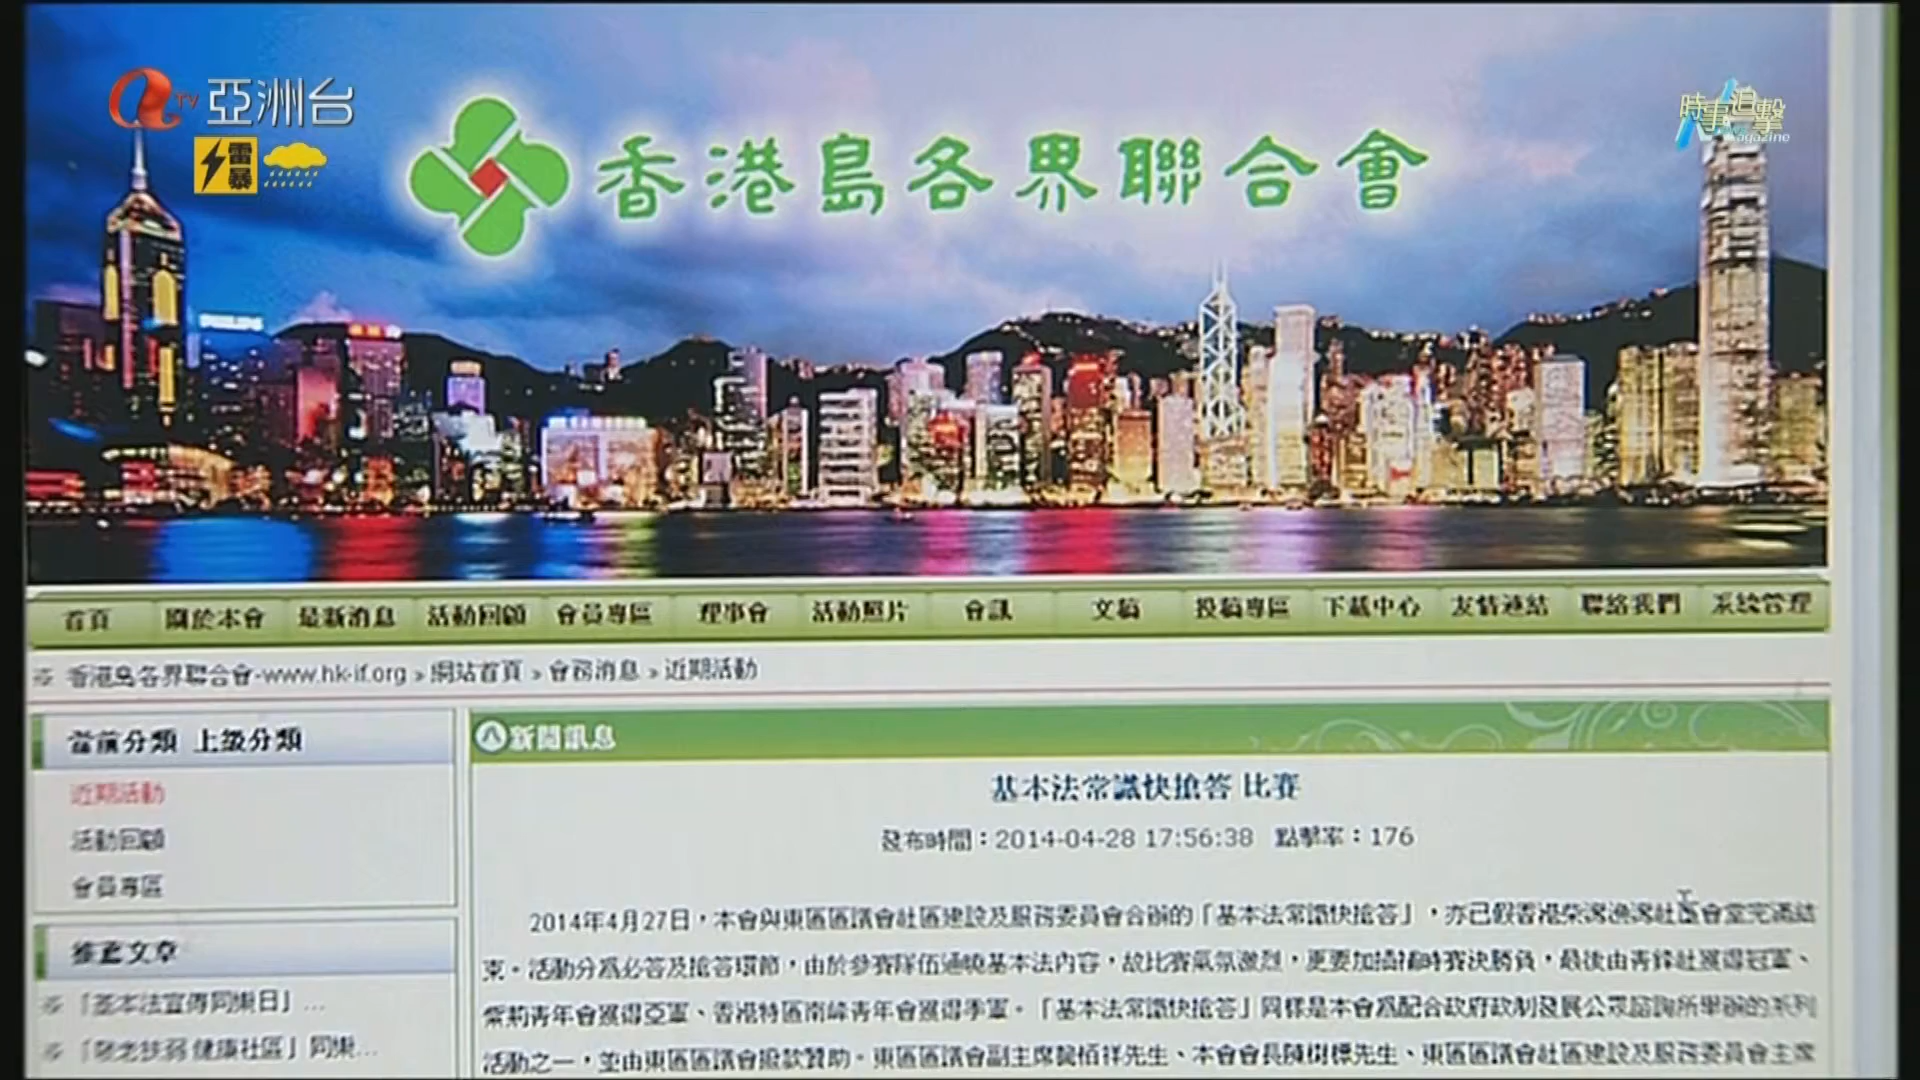 aTV 亞洲台
時事追擊
magazine
雷暴
香港島各界聯合會
首頁 關於本會 最新消息 活動回顧 會員專區 理事會 活動照片 會訊 文稿 投稿專區 下載中心 友情連結 聯絡我們 系統管理
香港島各界聯合會-www.hk-if.org » 網站首頁 » 會務消息 » 近期活動
當前分類 上級分類
近期活動
活動回顧
會員專區
推薦文章
「基本法宣傳同樂日」...
健康社區」同樂...
新聞訊息
基本法常識快搶答 比賽
發布時間：2014-04-28 17:56:38 點擊率：176
2014年4月27日，本會與東區區議會社區建設及服務委員會合辦的「基本法常識快搶答」，亦已假香港柴灣漁灣社區會堂完滿結
束。活動分為必答及搶答環節，由於參賽隊伍通曉基本法內容，故比賽氣氛激烈，更要加插補時賽決勝負，最後由青鋒社獲得冠軍、
紫荊青年會獲得亞軍、香港特區南峰青年會獲得季軍。「基本法常識快搶答」同樣是本會為配合政府政制發展公眾諮詢所舉辦的系列
活動之一，並由東區區議會撥款贊助。東區區議會副主席龔栢祥先生、本會會長陳樹標先生、東區區議會社區建設及服務委員會主席